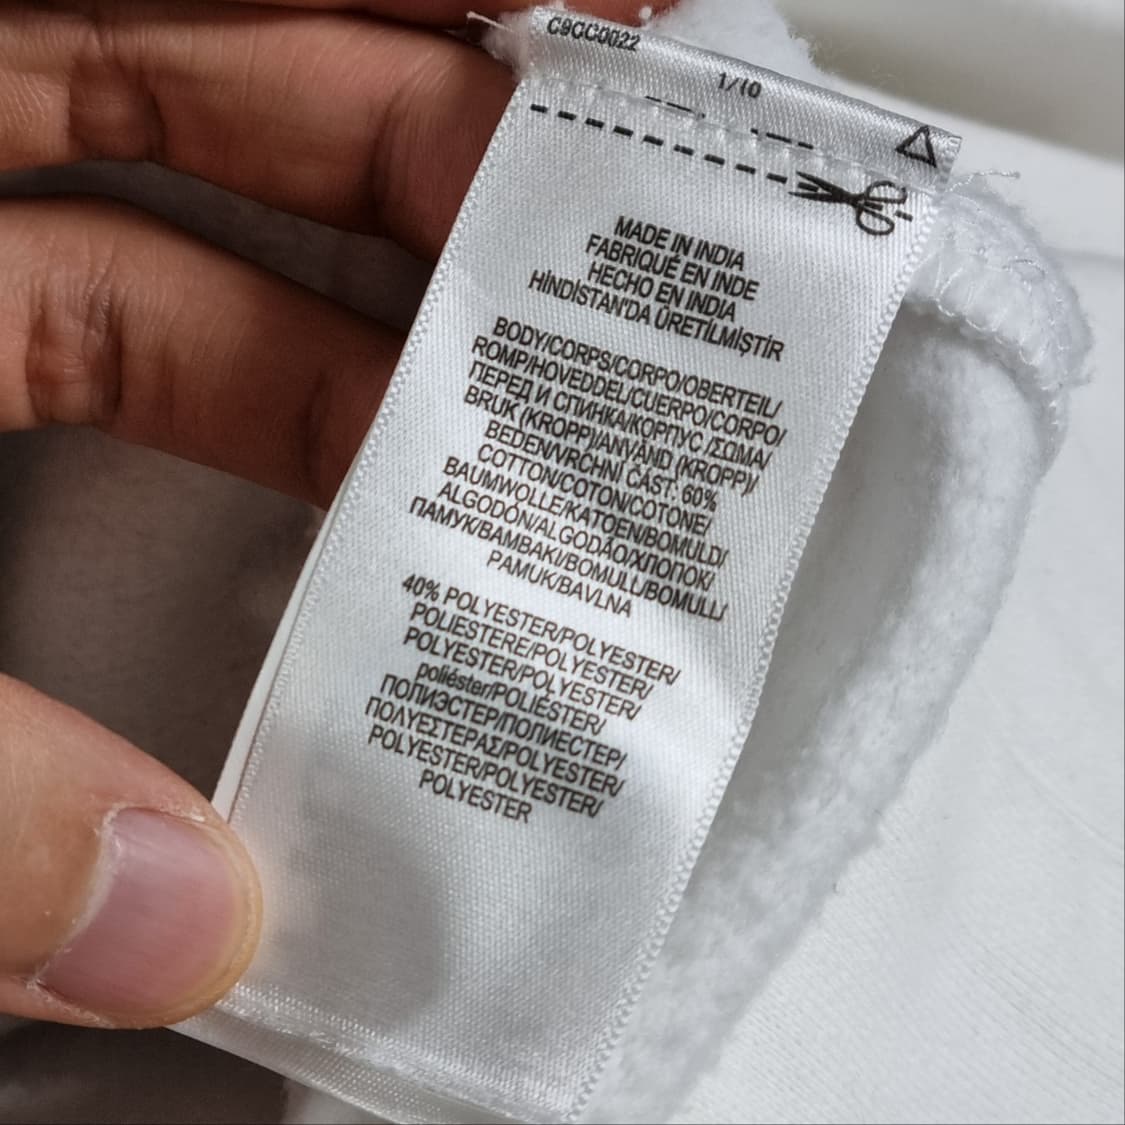 C9CC0022
1/10
MADE IN INDIA
FABRIQUÉ EN INDE
HECHO EN INDIA
HİNDİSTAN'DA ÜRETİLMİŞTİR
BODY/CORPS/CORPO/OBERTEIL/
ROMP/HOVEDDEL/CUERPO/CORPO/
ПЕРЕД И СПИНКА/КОРПУС /ΣΩΜΑ/
BRUK (KROPP)/ANVÄND (KROPP)/
BEDEN/VRCHNÍ ČÁST: 60%
COTTON/COTON/COTONE/
BAUMWOLLE/KATOEN/BOMULD/
ALGODÓN/ALGODÃO/ХЛОПОК/
ПАМУК/BAMBAKI/BOMULL/BOMULL/
PAMUK/BAVLNA
40% POLYESTER/POLYESTER/
POLIESTERE/POLYESTER/
POLYESTER/POLYESTER/
poliéster/POLIÉSTER/
ПОЛИЭСТЕР/ПОЛИЕСТЕР/
ΠΟΛΥΕΣΤΕΡΑΣ/POLYESTER/
POLYESTER/POLYESTER/
POLYESTER